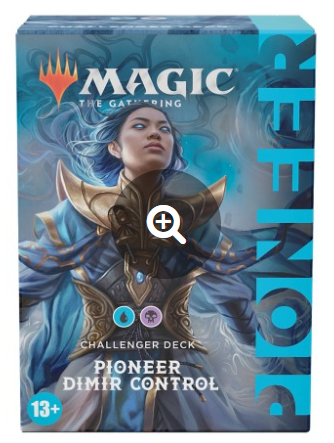 MAGIC
THE GATHERING
PIONEER
CHALLENGER DECK
PIONEER
DIMIR CONTROL
13+